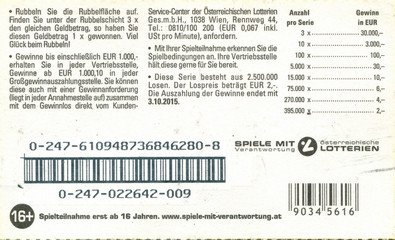 • Rubbeln Sie die Rubbelfläche auf.
Finden Sie unter der Rubbelschicht 3 x
den gleichen Geldbetrag, so haben Sie
diesen Geldbetrag 1 x gewonnen. Viel
Glück beim Rubbeln!
• Gewinne bis einschließlich EUR 1.000,-
erhalten Sie in jeder Vertriebsstelle,
Gewinne ab EUR 1.000,10 in jeder
Großgewinnauszahlungsstelle. Sie können
diese auch mit einer Gewinnanforderung
(liegt in jeder Annahmestelle auf) zusammen
mit dem Gewinnlos direkt vom Kunden-
Service-Center der Österreichischen Lotterien
Ges.m.b.H., 1038 Wien, Rennweg 44,
Tel.: 0810/100 200 (EUR 0,067 inkl.
USt pro Minute), anfordern.
• Mit Ihrer Spielteilnahme erkennen Sie die
Spielbedingungen an. Ihre Vertriebsstelle
hält diese gerne für Sie bereit.
• Diese Serie besteht aus 2.500.000
Losen. Der Lospreis beträgt EUR 2,-.
Die Auszahlung der Gewinne endet mit
3.10.2015.
Anzahl Gewinne
pro Serie in EUR
3 x 30.000,-
10 x 3.000,-
100 x 300,-
100 x 100,-
5.000 x 30,-
15.000 x 10,-
75.000 x 6,-
270.000 x 4,-
395.000 x 2,-
0-247-610948736846280-8
0-247-022642-009
SPIELE MIT
Verantwortung
österreichische
LOTTERIEN
9034 5616
16+ Spielteilnahme erst ab 16 Jahren. www.spiele-mit-verantwortung.at